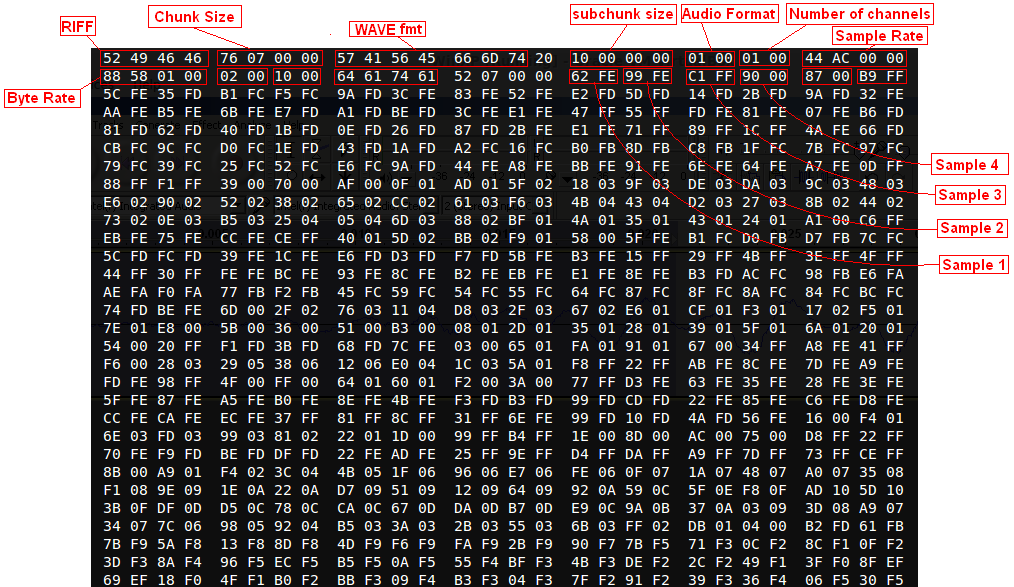 RIFF
Chunk Size
WAVE fmt
subchunk size
Audio Format
Number of channels
Sample Rate
52 49 46 46 76 07 00 00 57 41 56 45 66 6D 74 20 10 00 00 00 01 00 01 00 44 AC 00 00
88 58 01 00 02 00 10 00 64 61 74 61 52 07 00 00 62 FE 99 FE C1 FF 90 00 87 00 B9 FF
Byte Rate
5C FE 35 FD B1 FC F5 FC 9A FD 3C FE 83 FE 52 FE E2 FD 5D FD 14 FD 2B FD 9A FD 32 FE
AA FE B5 FE 6B FE E7 FD A1 FD BE FD 3C FE E1 FE 47 FF 55 FF FD FE 81 FE 07 FE B6 FD
81 FD 62 FD 40 FD 1B FD 0E FD 26 FD 87 FD 2B FE E1 FE 71 FF 89 FF 1C FF 4A FE 66 FD
CB FC 9C FC D0 FC 1E FD 43 FD 1A FD A2 FC 16 FC B0 FB 8D FB C8 FB 1F FC 7B FC 97 FC
79 FC 39 FC 25 FC 52 FC CC FC 9A FD 44 FE A8 FE BB FE 91 FE 6E FE 64 FE A7 FE 0D FF
Sample 4
88 FF F1 FF 39 00 70 00 AF 00 0F 01 AD 01 5F 02 18 03 9F 03 DE 03 DA 03 9C 03 48 03
Sample 3
52 02 38 02 65 02 CC 02 4B 04 43 04 D2 03 27 03 8B 02 44 02
73 02 0E 03 B5 03 25 04 05 04 6D 03 88 02 BF 01 4A 01 35 01 43 01 24 01 A1 00 C6 FF
Sample 2
EB FE 75 FE CC FE CE FF 40 01 5D 02 BB 02 F9 01 58 00 5F FE B1 FC D0 FB D7 FB 7C FC
5C FD FC FD 39 FE 1C FE E6 FD D3 FD F7 FD 5B FE B3 FE 15 FF 29 FF 4B FF 3E FF 4F FF
Sample 1
44 FF 30 FF FE FE BC FE 93 FE 8C FE B2 FE EB FE E1 FE 8E FE B3 FD AC FC 98 FB E6 FA
AE FA F0 FA 77 FB F2 FB 45 FC 59 FC 54 FC 55 FC 64 FC 87 FC 8F FC 8A FC 84 FC BC FC
74 FD BE FE 6D 00 2F 02 76 03 11 04 D8 03 2F 03 67 02 E6 01 CF 01 F3 01 17 02 F5 01
7E 01 E8 00 5B 00 36 00 51 00 B3 00 08 01 2D 01 35 01 28 01 39 01 5F 01 6A 01 20 01
54 00 20 FF F1 FD 3B FD 68 FD 7C FE 03 00 65 01 FA 01 91 01 67 00 34 FF A8 FE 41 FF
F6 00 28 03 29 05 38 06 12 06 E0 04 1C 03 5A 01 F8 FF 22 FF AB FE 8C FE 7D FE A9 FE
FD FE 98 FF 4F 00 FF 00 64 01 60 01 F2 00 3A 00 77 FF D3 FE 63 FE 35 FE 28 FE 3E FE
5F FE 87 FE A5 FE B0 FE 8E FE 4B FE F3 FD B3 FD 99 FD CD FD 22 FE 85 FE C6 FE D8 FE
CC FE CA FE EC FE 37 FF 81 FF 8C FF 31 FF 6E FE 99 FD 10 FD 4A FD 56 FE 16 00 F4 01
6E 03 FD 03 99 03 81 02 22 01 1D 00 99 FF B4 FF 1E 00 8D 00 AC 00 75 00 D8 FF 22 FF
70 FE F9 FD BE FD DF FD 22 FE AD FE 25 FF 9E FF D4 FF DA FF A9 FF 7D FF 73 FF CE FF
8B 00 A9 01 F4 02 3C 04 4B 05 1F 06 96 06 E7 06 FE 06 0F 07 1A 07 48 07 A0 07 35 08
F1 08 9E 09 1E 0A 22 0A D7 09 51 09 12 09 64 09 92 0A 59 0C 5F 0E F8 0F AD 10 5D 10
3B 0F DF 0D D5 0C 78 0C CA 0C 67 0D DA 0D B7 0D E9 0C 9A 0B 37 0A 03 09 3D 08 A9 07
34 07 7C 06 98 05 92 04 B5 03 3A 03 2B 03 55 03 6B 03 FF 02 DB 01 04 00 B2 FD 61 FB
7B F9 5A F8 13 F8 8D F8 4D F9 F6 F9 FA F9 2B F9 90 F7 7B F5 71 F3 0C F2 8C F1 0F F2
3D F3 8A F4 96 F5 EC F5 B5 F5 0A F5 55 F4 BF F3 4B F3 DE F2 2C F2 49 F1 3F F0 8F EF
69 EF 18 F0 4F F1 B0 F2 BB F3 09 F4 B3 F3 04 F3 7F F2 91 F2 39 F3 36 F4 06 F5 30 F5